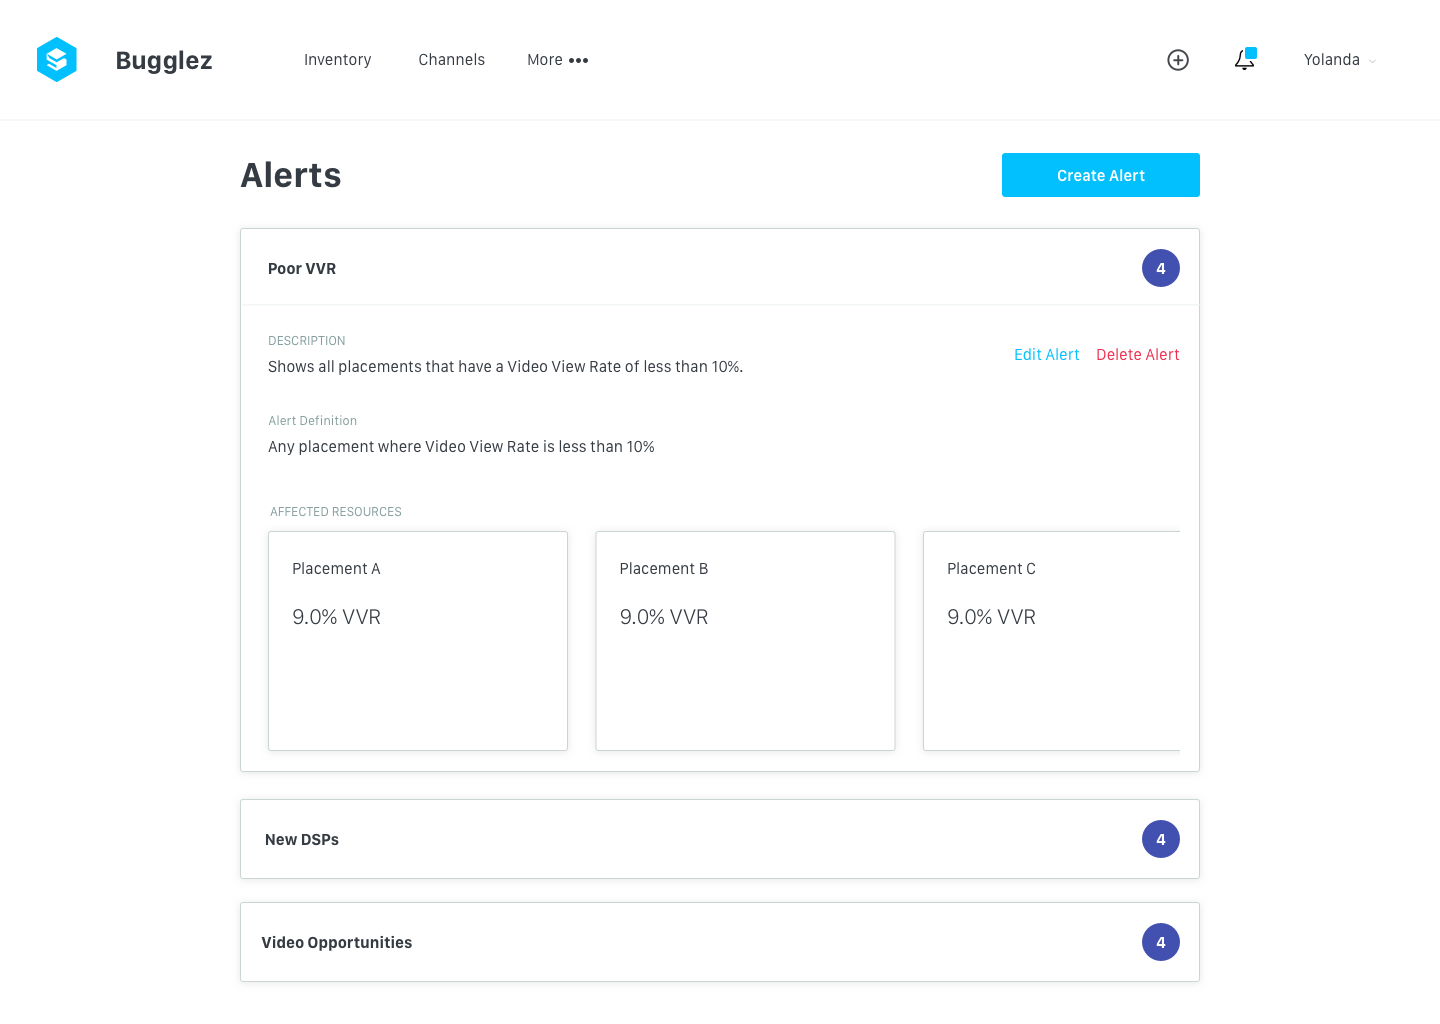 Bugglez
Inventory
Channels
More •••
Yolanda
Alerts
Create Alert
Poor VVR
4
DESCRIPTION
Shows all placements that have a Video View Rate of less than 10%.
Edit Alert
Delete Alert
Alert Definition
Any placement where Video View Rate is less than 10%
AFFECTED RESOURCES
Placement A
9.0% VVR
Placement B
9.0% VVR
Placement C
9.0% VVR
New DSPs
4
Video Opportunities
4